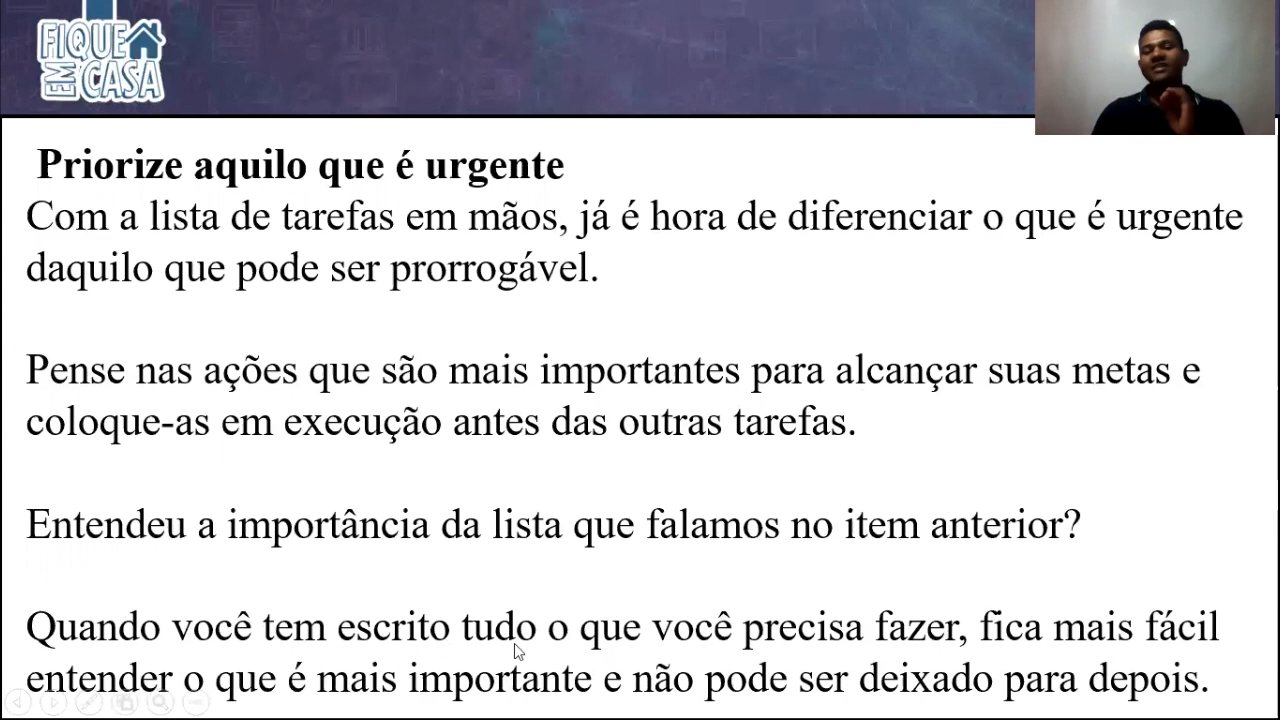 FIQUE
EM CASA
Priorize aquilo que é urgente
Com a lista de tarefas em mãos, já é hora de diferenciar o que é urgente
daquilo que pode ser prorrogável.
Pense nas ações que são mais importantes para alcançar suas metas e
coloque-as em execução antes das outras tarefas.
Entendeu a importância da lista que falamos no item anterior?
Quando você tem escrito tudo o que você precisa fazer, fica mais fácil
entender o que é mais importante e não pode ser deixado para depois.